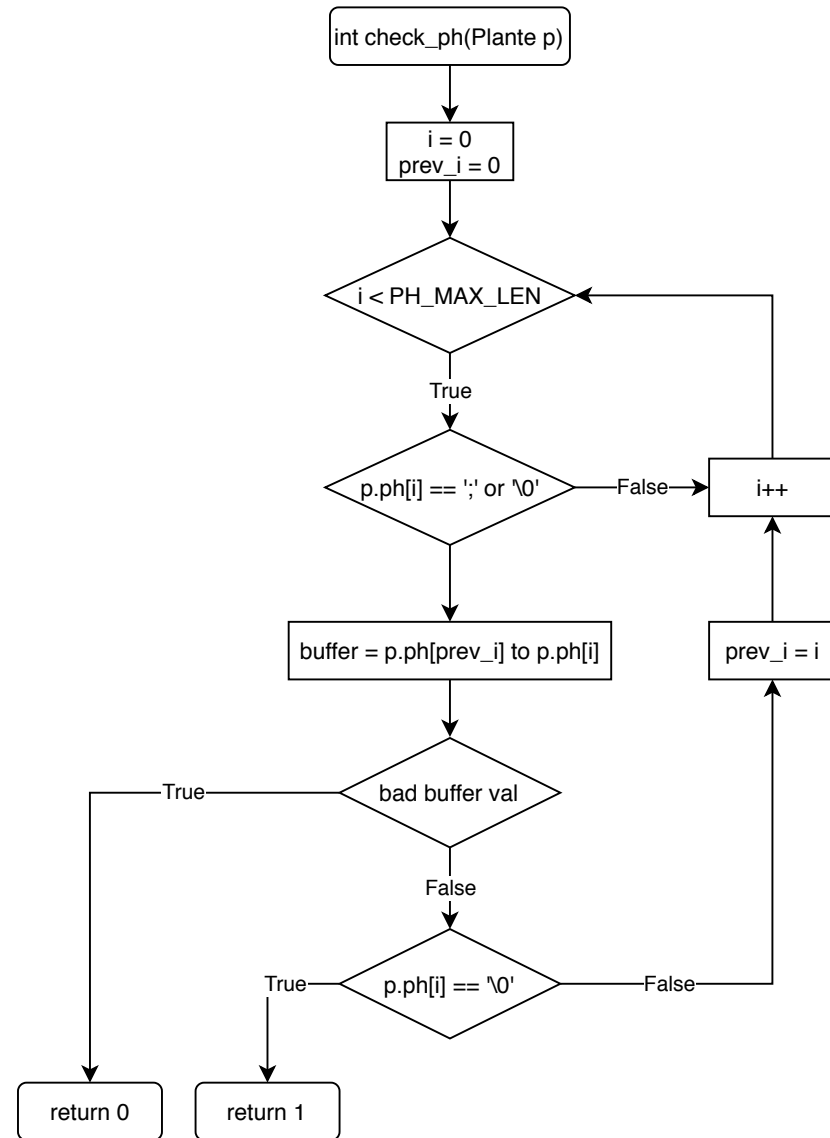 int check_ph(Plante p)
i = 0
prev_i = 0
i < PH_MAX_LEN
True
p.ph[i] == ';' or '\0'
False
i++
buffer = p.ph[prev_i] to p.ph[i]
prev_i = i
True
bad buffer val
False
True
p.ph[i] == '\0'
False
return 0
return 1